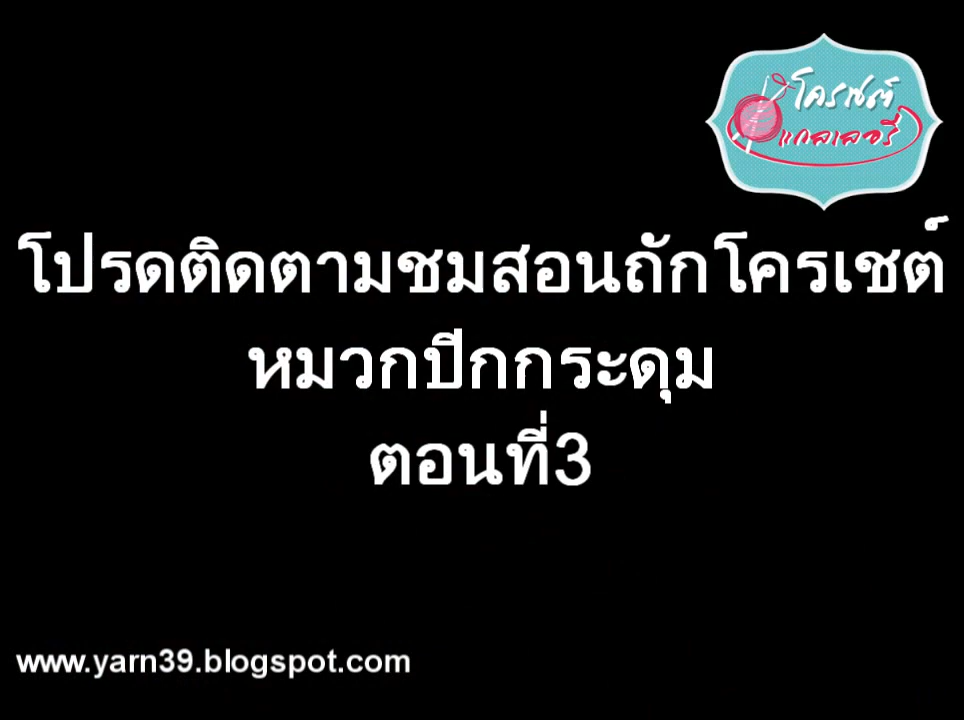 โครเชต์
แกลเลอรี่
โปรดติดตามชมสอนถักโครเชต์
หมวกปีกกระดุม
ตอนที่3
www.yarn39.blogspot.com